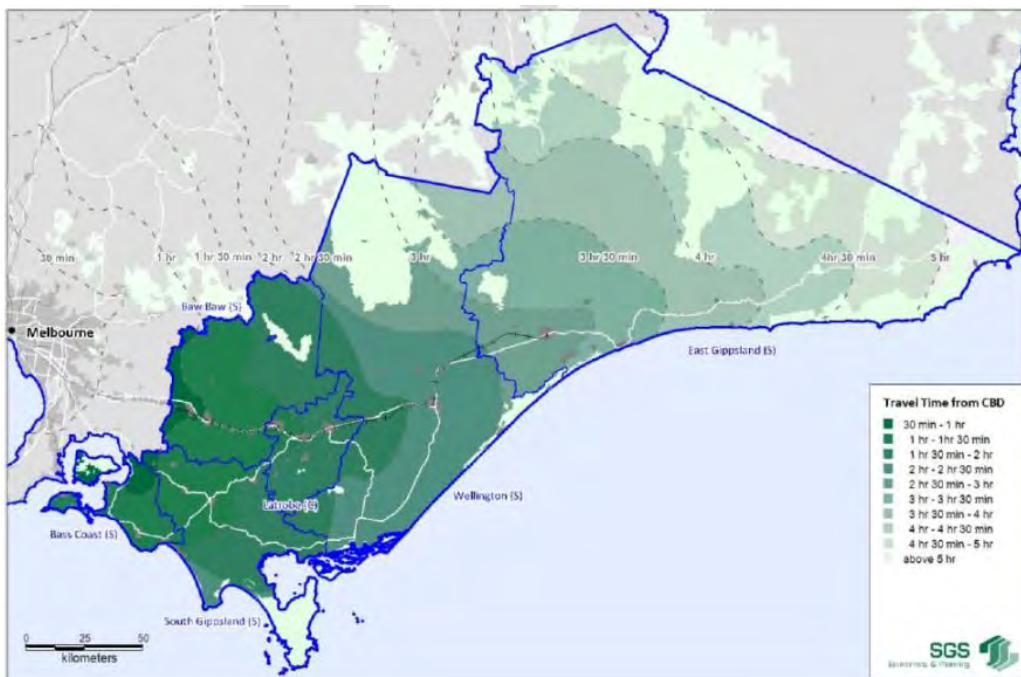 30 min
1 hr
1 hr 30 min
2 hr
2 hr 30 min
3 hr
3 hr 30 min
4 hr
4hr 30 min
5 hr
Baw Baw (S)
Melbourne
East Gippsland (S)
Latrobe (C)
Wellington (S)
Bass Coast (S)
South Gippsland (S)
0 25 50
kilometers
Travel Time from CBD
30 min - 1 hr
1 hr - 1hr 30 min
1 hr 30 min - 2 hr
2 hr - 2 hr 30 min
2 hr 30 min - 3 hr
3 hr - 3 hr 30 min
3 hr 30 min - 4 hr
4 hr - 4 hr 30 min
4 hr 30 min - 5 hr
above 5 hr
SGS
Economics & Planning